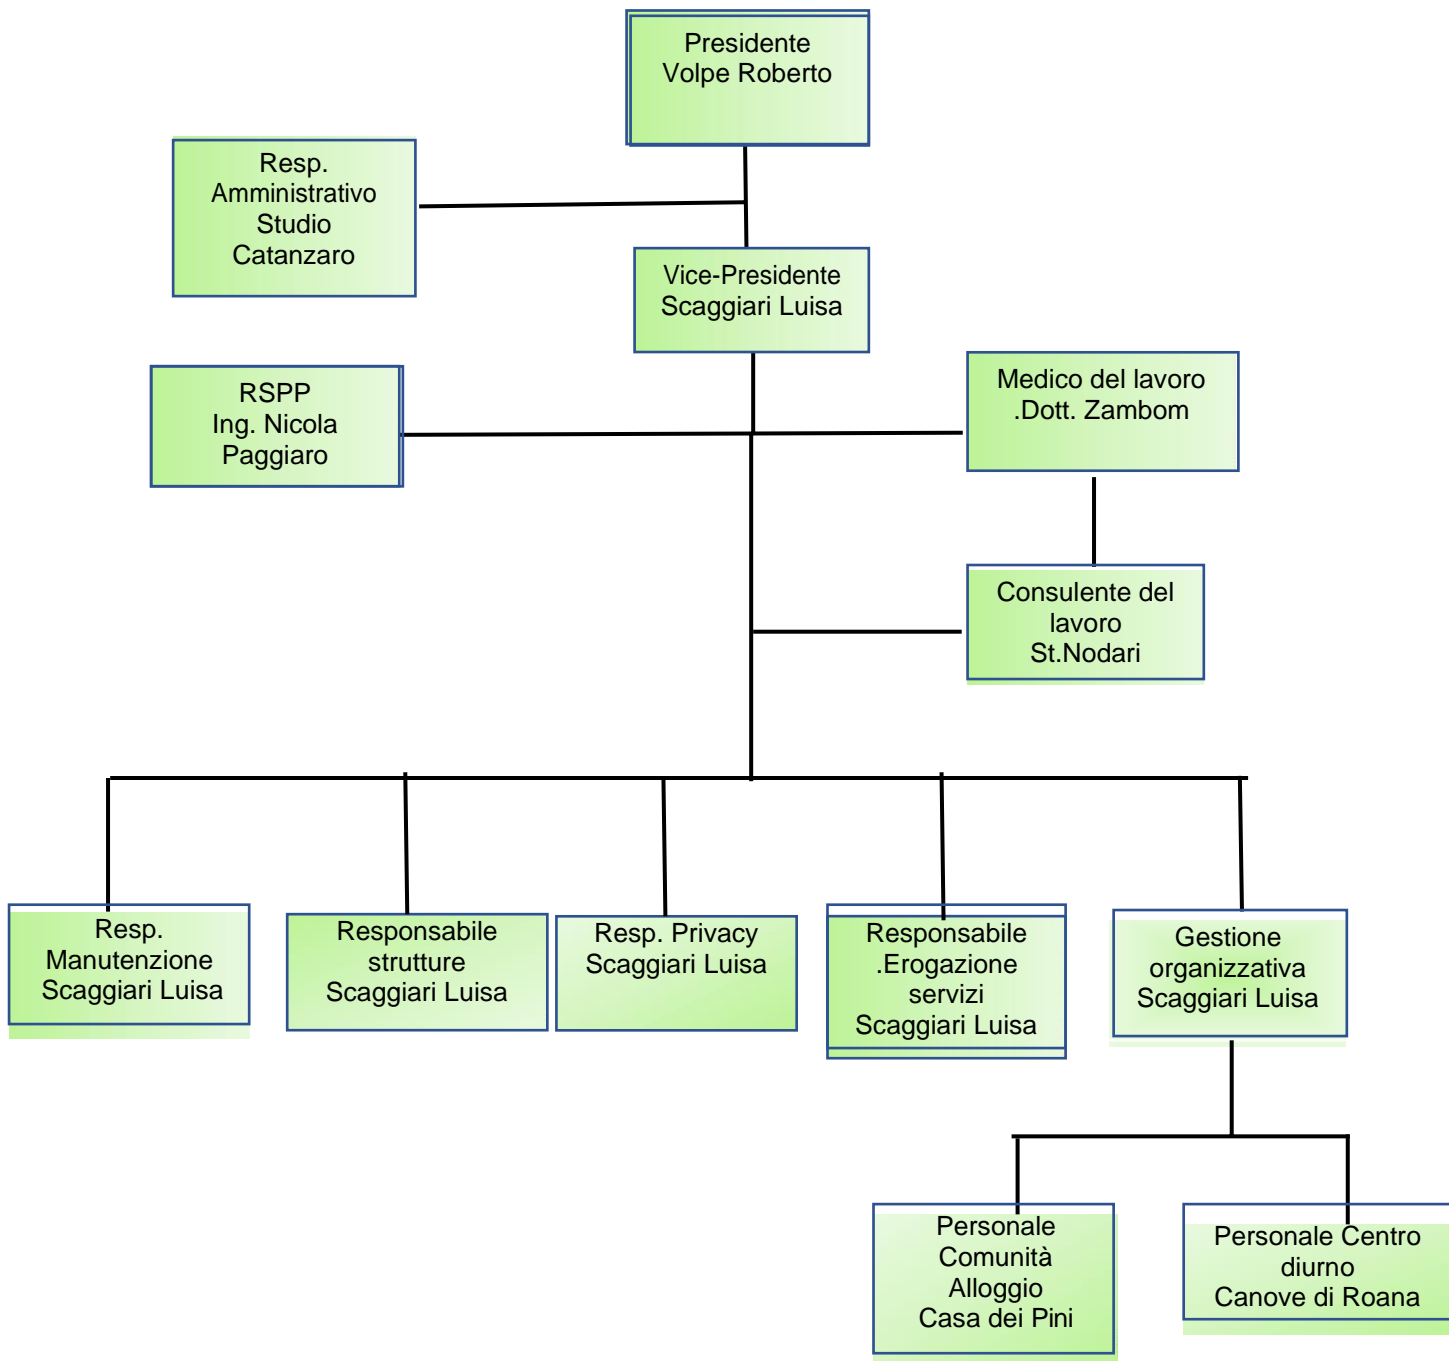 Presidente
Volpe Roberto
Resp.
Amministrativo
Studio
Catanzaro
Vice-Presidente
Scaggiari Luisa
RSPP
Ing. Nicola
Paggiaro
Medico del lavoro
.Dott. Zambom
Consulente del
lavoro
St.Nodari
Resp.
Manutenzione
Scaggiari Luisa
Responsabile
strutture
Scaggiari Luisa
Resp. Privacy
Scaggiari Luisa
Responsabile
.Erogazione
servizi
Scaggiari Luisa
Gestione
organizzativa
Scaggiari Luisa
Personale
Comunità
Alloggio
Casa dei Pini
Personale Centro
diurno
Canove di Roana